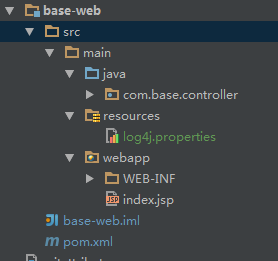 base-web
src
main
java
com.base.controller
resources
log4j.properties
webapp
WEB-INF
index.jsp
base-web.iml
pom.xml